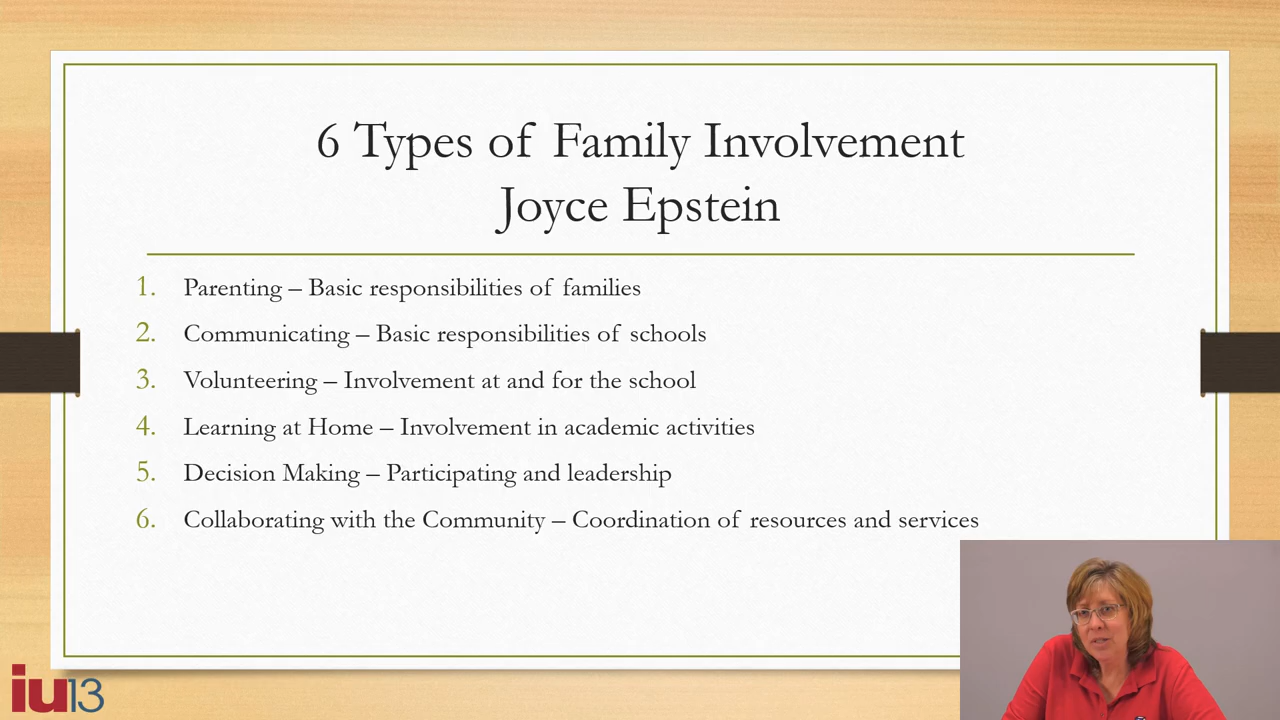 6 Types of Family Involvement
Joyce Epstein
1. Parenting – Basic responsibilities of families
2. Communicating – Basic responsibilities of schools
3. Volunteering – Involvement at and for the school
4. Learning at Home – Involvement in academic activities
5. Decision Making – Participating and leadership
6. Collaborating with the Community – Coordination of resources and services
iu13